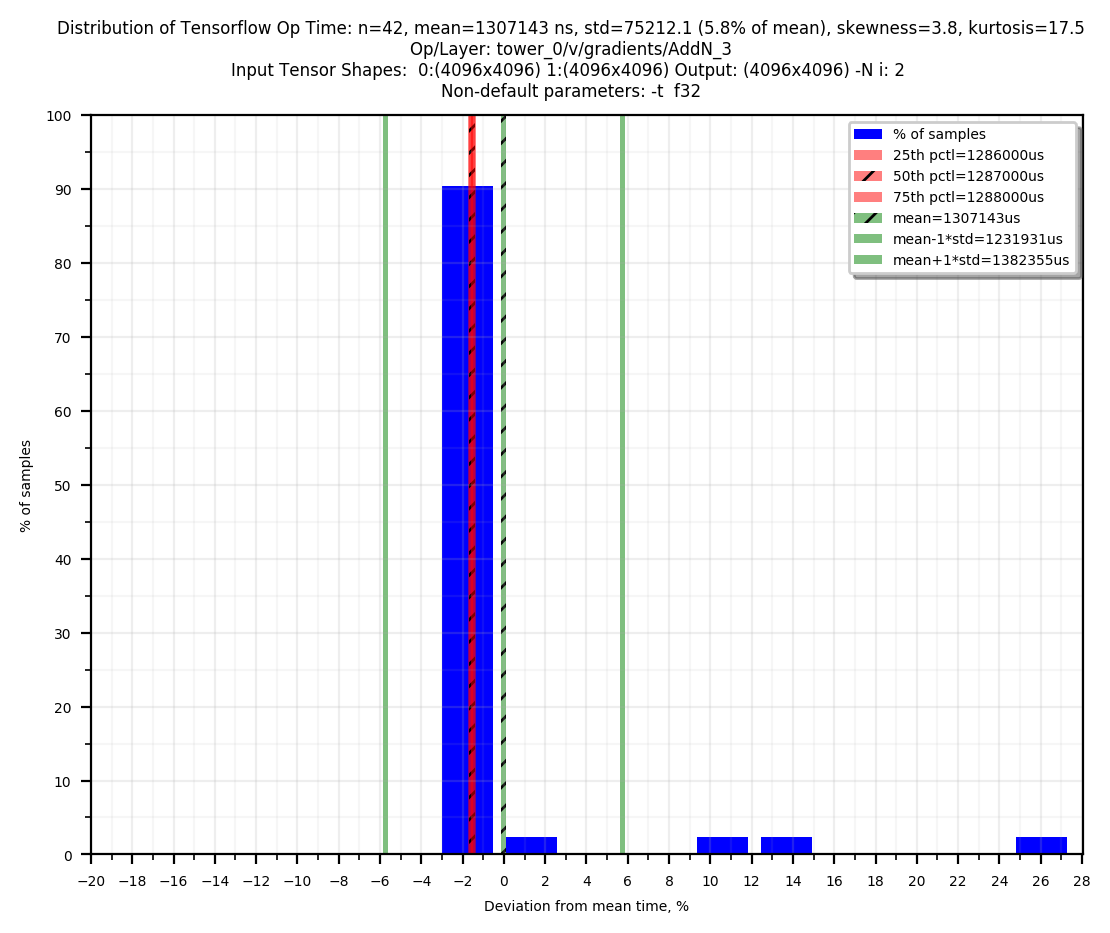 Distribution of Tensorflow Op Time: n=42, mean=1307143 ns, std=75212.1 (5.8% of mean), skewness=3.8, kurtosis=17.5
Op/Layer: tower_0/v/gradients/AddN_3
Input Tensor Shapes:  0:(4096x4096) 1:(4096x4096) Output: (4096x4096) -N i: 2
Non-default parameters: -t  f32
100
90
80
70
60
50
40
30
20
10
0
% of samples
% of samples
25th pctl=1286000us
50th pctl=1287000us
75th pctl=1288000us
mean=1307143us
mean-1*std=1231931us
mean+1*std=1382355us
−20 −18 −16 −14 −12 −10 −8 −6 −4 −2 0 2 4 6 8 10 12 14 16 18 20 22 24 26 28
Deviation from mean time, %